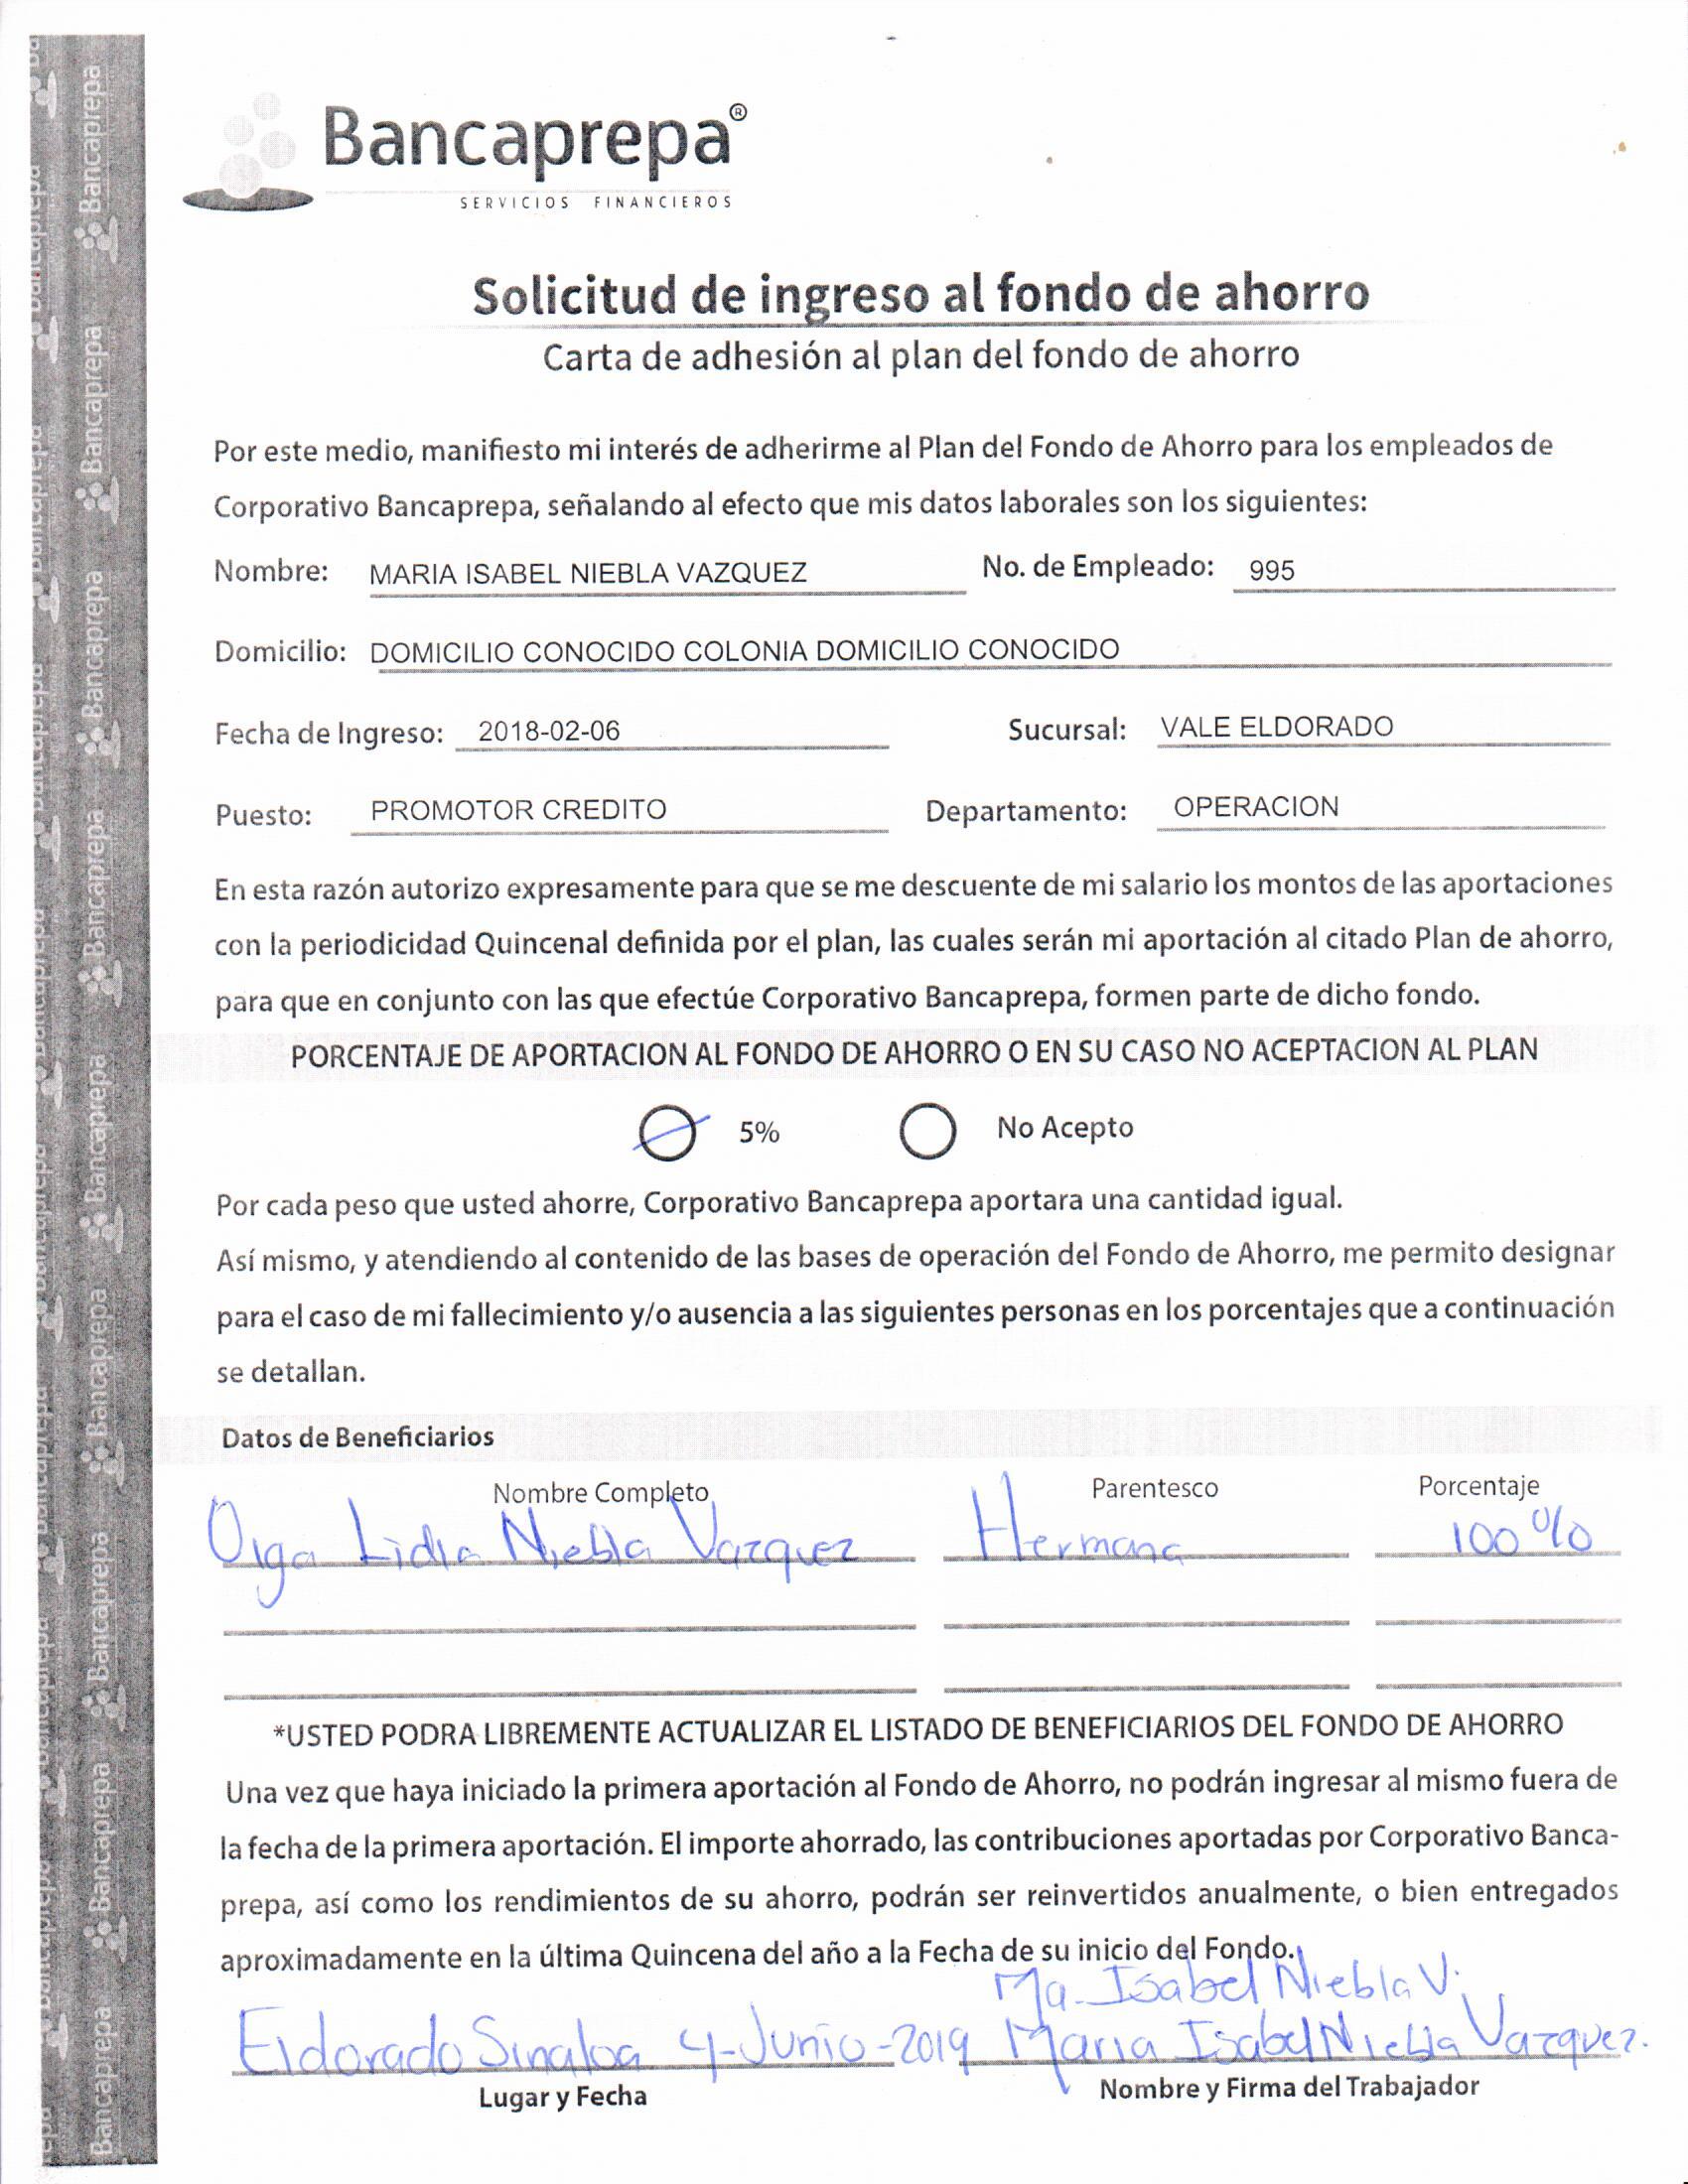 Bancaprepa®
SERVICIOS FINANCIEROS
Solicitud de ingreso al fondo de ahorro
Carta de adhesión al plan del fondo de ahorro
Por este medio, manifiesto mi interés de adherirme al Plan del Fondo de Ahorro para los empleados de
Corporativo Bancaprepa, señalando al efecto que mis datos laborales son los siguientes:
Nombre: MARIA ISABEL NIEBLA VAZQUEZ No. de Empleado: 995
Domicilio: DOMICILIO CONOCIDO COLONIA DOMICILIO CONOCIDO
Fecha de Ingreso: 2018-02-06 Sucursal: VALE ELDORADO
Puesto: PROMOTOR CREDITO Departamento: OPERACION
En esta razón autorizo expresamente para que se me descuente de mi salario los montos de las aportaciones
con la periodicidad Quincenal definida por el plan, las cuales serán mi aportación al citado Plan de ahorro,
para que en conjunto con las que efectúe Corporativo Bancaprepa, formen parte de dicho fondo.
PORCENTAJE DE APORTACION AL FONDO DE AHORRO O EN SU CASO NO ACEPTACION AL PLAN
5% No Acepto
Por cada peso que usted ahorre, Corporativo Bancaprepa aportara una cantidad igual.
Así mismo, y atendiendo al contenido de las bases de operación del Fondo de Ahorro, me permito designar
para el caso de mi fallecimiento y/o ausencia a las siguientes personas en los porcentajes que a continuación
se detallan.
Datos de Beneficiarios
Nombre Completo Parentesco Porcentaje
Olga Lidia Niebla Vazquez Hermana 100%
*USTED PODRA LIBREMENTE ACTUALIZAR EL LISTADO DE BENEFICIARIOS DEL FONDO DE AHORRO
Una vez que haya iniciado la primera aportación al Fondo de Ahorro, no podrán ingresar al mismo fuera de
la fecha de la primera aportación. El importe ahorrado, las contribuciones aportadas por Corporativo Banca-
prepa, así como los rendimientos de su ahorro, podrán ser reinvertidos anualmente, o bien entregados
aproximadamente en la última Quincena del año a la Fecha de su inicio del Fondo.
Ma. Isabel Niebla V.
Eldorado Sinaloa 4-Junio-2019 Maria Isabel Niebla Vazquez.
Lugar y Fecha Nombre y Firma del Trabajador